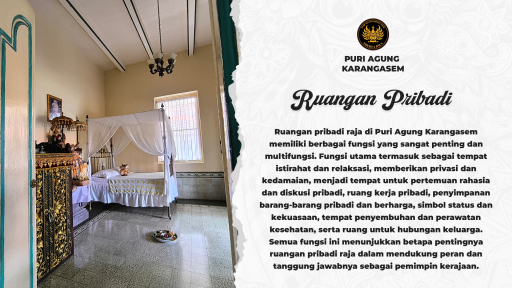 PURI AGUNG
KARANGASEM
Ruangan Pribadi
Ruangan pribadi raja di Puri Agung Karangasem
memiliki berbagai fungsi yang sangat penting dan
multifungsi. Fungsi utama termasuk sebagai tempat
istirahat dan relaksasi, memberikan privasi dan
kedamaian, menjadi tempat untuk pertemuan rahasia
dan diskusi pribadi, ruang kerja pribadi, penyimpanan
barang-barang pribadi dan berharga, simbol status dan
kekuasaan, tempat penyembuhan dan perawatan
kesehatan, serta ruang untuk hubungan keluarga.
Semua fungsi ini menunjukkan betapa pentingnya
ruangan pribadi raja dalam mendukung peran dan
tanggung jawabnya sebagai pemimpin kerajaan.